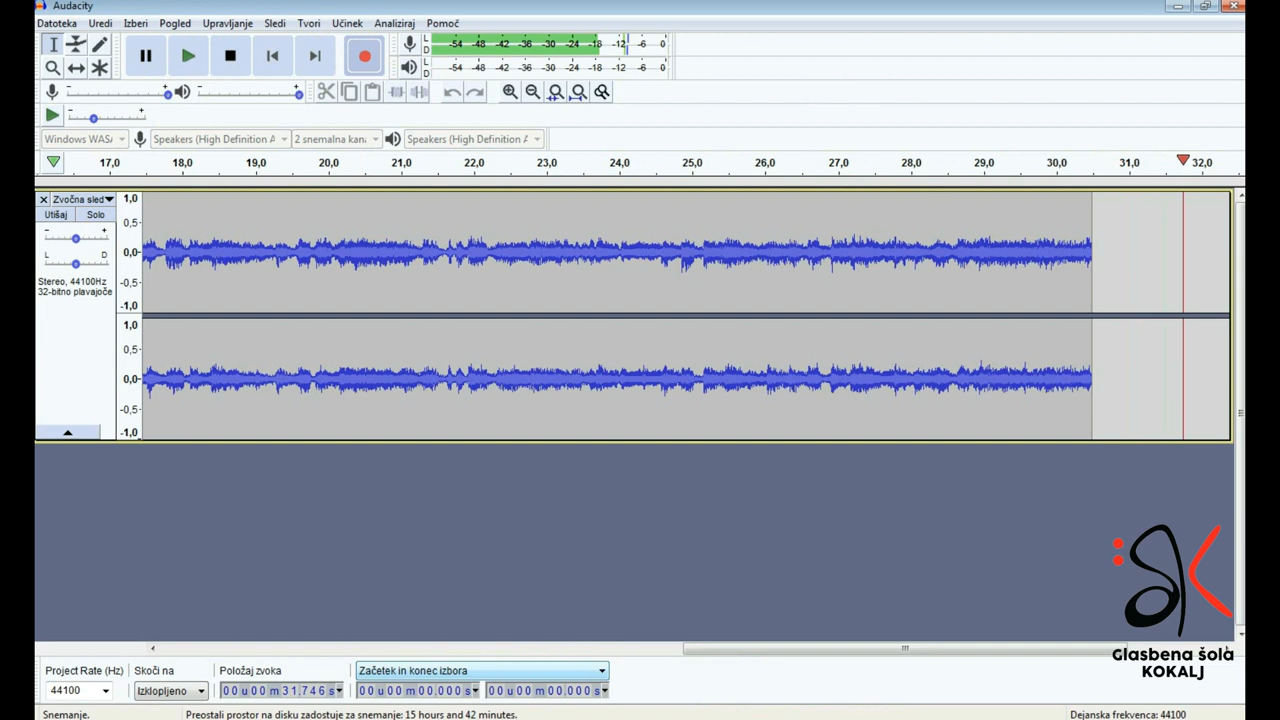 Audacity
Datoteka Uredi Izberi Pogled Upravljanje Sledi Tvori Učinek Analiziraj Pomoč
L -54 -48 -42 -36 -30 -24 -18 -12 -6 0
D
L -54 -48 -42 -36 -30 -24 -18 -12 -6 0
D
Windows WAS Speakers (High Definition A 2 snemalna kana Speakers (High Definition A
17,0 18,0 19,0 20,0 21,0 22,0 23,0 24,0 25,0 26,0 27,0 28,0 29,0 30,0 31,0 32,0
Zvočna sled
Utišaj Solo
- +
L D
Stereo, 44100Hz
32-bitno plavajoče
1,0
0,5-
0,0-
-0,5-
-1,0
1,0
0,5-
0,0-
-0,5-
-1,0
Glasbena šola
KOKALJ
Project Rate (Hz) Skoči na Položaj zvoka Začetek in konec izbora
44100 Izklopljeno 00 u 00 m 31.746 s 00 u 00 m 00.000 s 00 u 00 m 00.000 s
Snemanje. Preostali prostor na disku zadostuje za snemanje: 15 hours and 42 minutes. Dejanska frekvenca: 44100